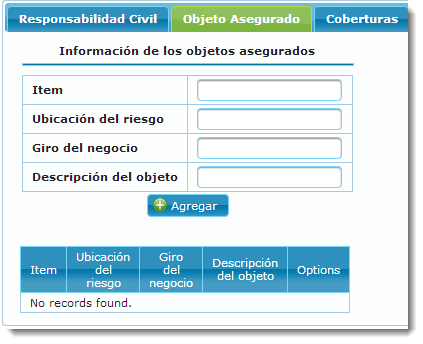 Responsabilidad Civil Objeto Asegurado Coberturas
Información de los objetos asegurados
Item
Ubicación del riesgo
Giro del negocio
Descripción del objeto
Agregar
Item Ubicación del riesgo Giro del negocio Descripción del objeto Options
No records found.